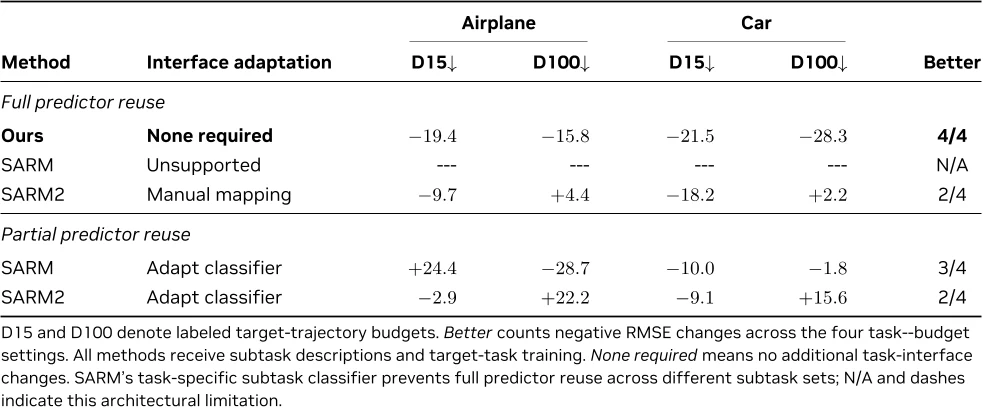 Airplane Car
Method Interface adaptation D15↓ D100↓ D15↓ D100↓ Better
Full predictor reuse
Ours None required −19.4 −15.8 −21.5 −28.3 4/4
SARM Unsupported --- --- --- --- N/A
SARM2 Manual mapping −9.7 +4.4 −18.2 +2.2 2/4
Partial predictor reuse
SARM Adapt classifier +24.4 −28.7 −10.0 −1.8 3/4
SARM2 Adapt classifier −2.9 +22.2 −9.1 +15.6 2/4
D15 and D100 denote labeled target-trajectory budgets. Better counts negative RMSE changes across the four task--budget
settings. All methods receive subtask descriptions and target-task training. None required means no additional task-interface
changes. SARM's task-specific subtask classifier prevents full predictor reuse across different subtask sets; N/A and dashes
indicate this architectural limitation.